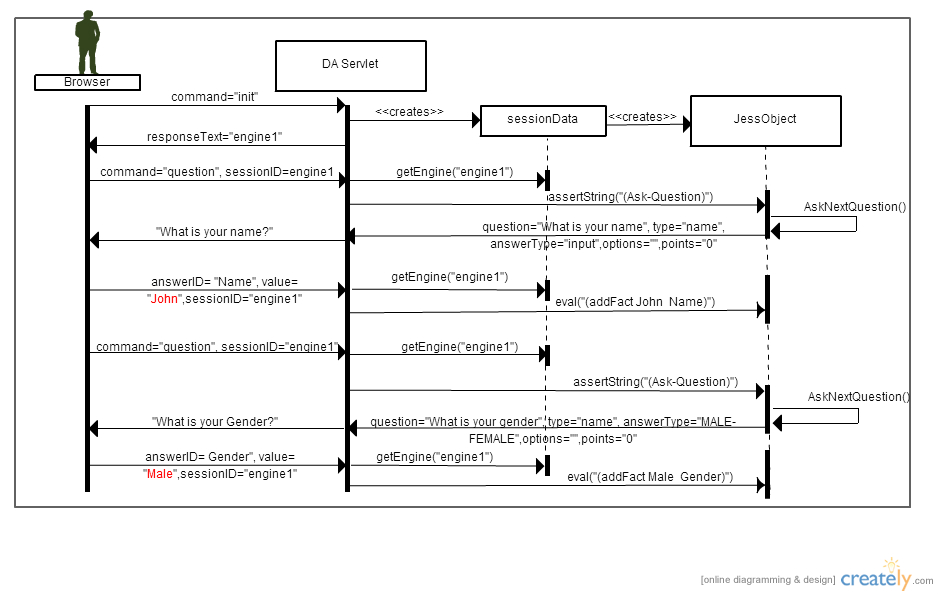 DA Servlet
Browser
command="init"
<<creates>>
sessionData
<<creates>>
JessObject
responseText="engine1"
command="question", sessionID=engine1
getEngine("engine1")
assertString("(Ask-Question)")
AskNextQuestion()
"What is your name?"
question="What is your name", type="name",
answerType="input",options="",points="0"
answerID= "Name", value=
"John",sessionID="engine1"
getEngine("engine1")
eval("(addFact John Name)")
command="question", sessionID="engine1"
getEngine("engine1")
assertString("(Ask-Question)")
AskNextQuestion()
"What is your Gender?"
question="What is your gender", type="name", answerType="MALE-
FEMALE",options="",points="0"
answerID= Gender", value=
"Male",sessionID="engine1"
getEngine("engine1")
eval("(addFact Male Gender)")
[online diagramming & design] creately.com